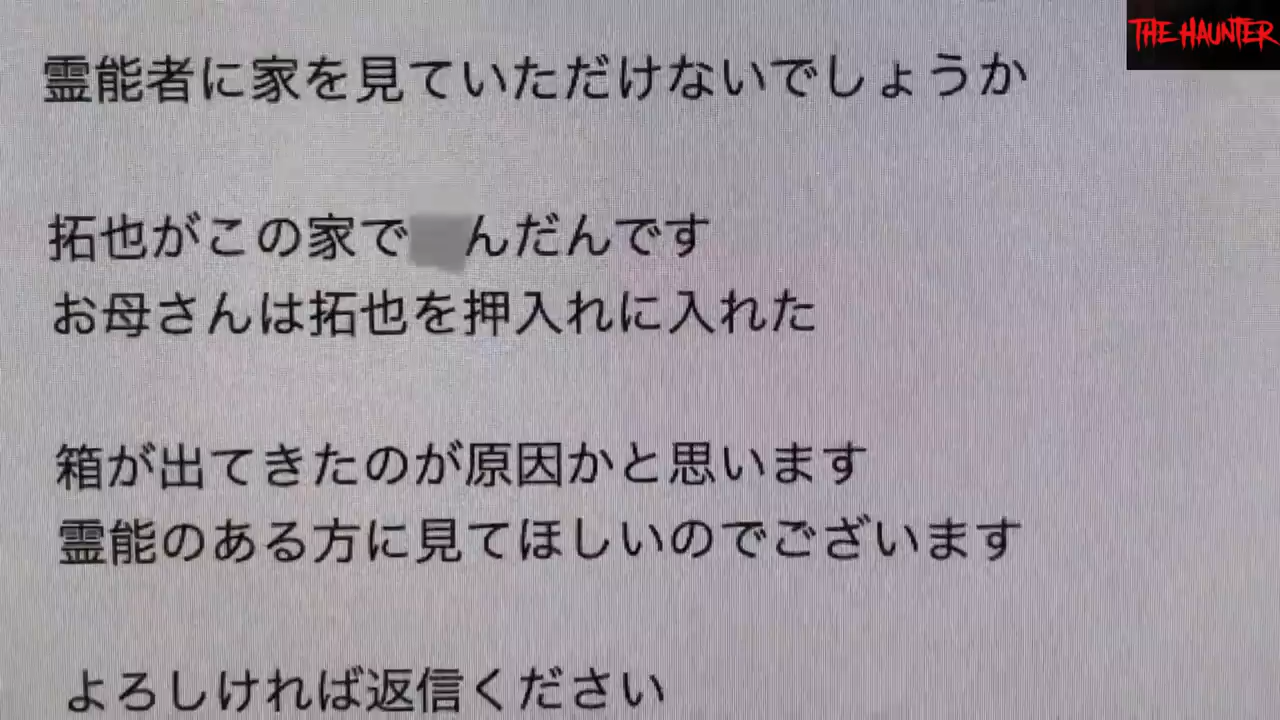 THE HAUNTER
霊能者に家を見ていただけないでしょうか
拓也がこの家で んだんです
お母さんは拓也を押入れに入れた
箱が出てきたのが原因かと思います
霊能のある方に見てほしいのでございます
よろしければ返信ください